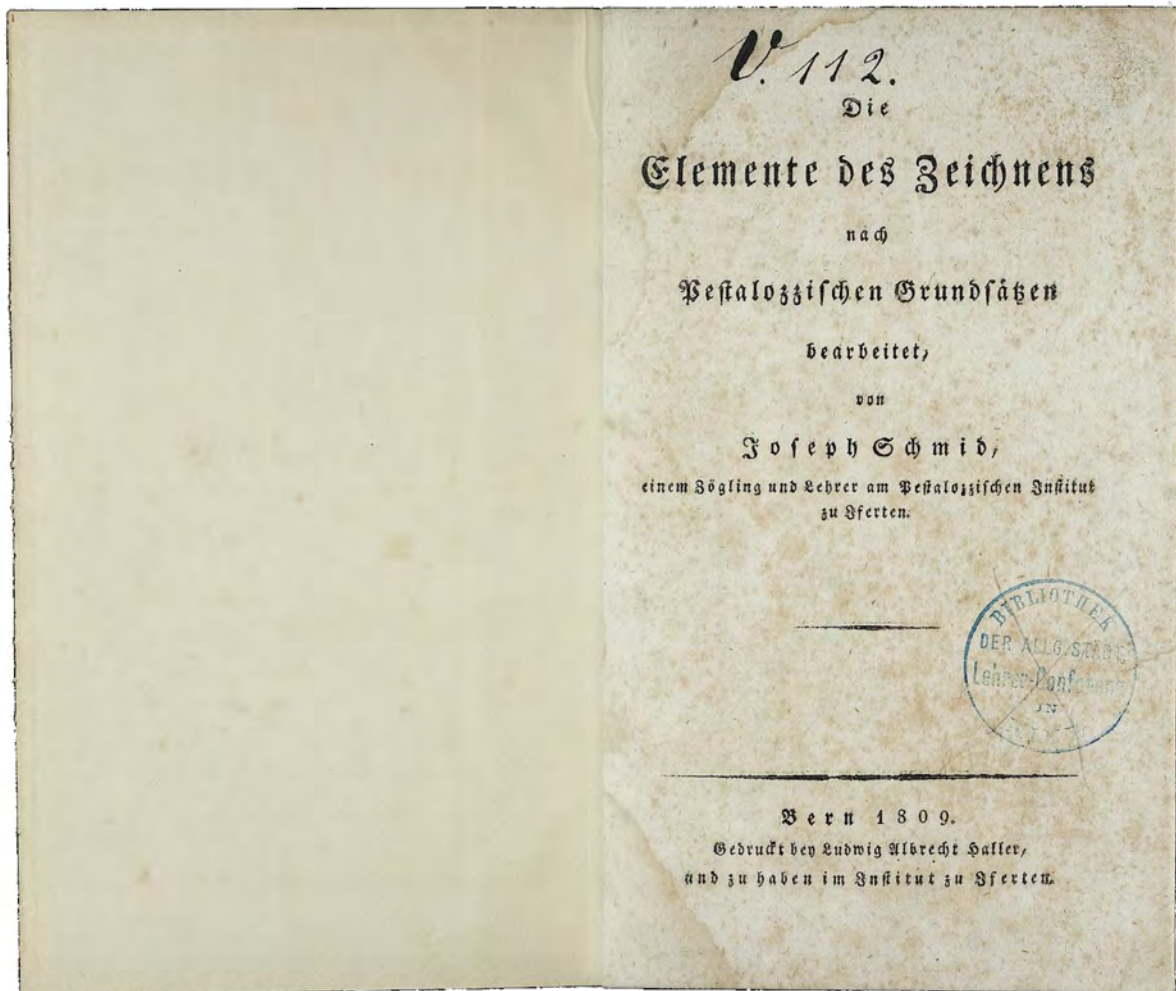 V. 112.
Die
Elemente des Zeichnens
nach
Pestalozzischen Grundsätzen
bearbeitet,
von
Joseph Schmid,
einem Zögling und Lehrer am Pestalozzischen Institut
zu Iferten.
BIBLIOTHEK
DER ALLG. STÄDT.
Lehrer-Conferenz
IN
Bern 1809.
Gedruckt bey Ludwig Albrecht Haller,
und zu haben im Institut zu Iferten.